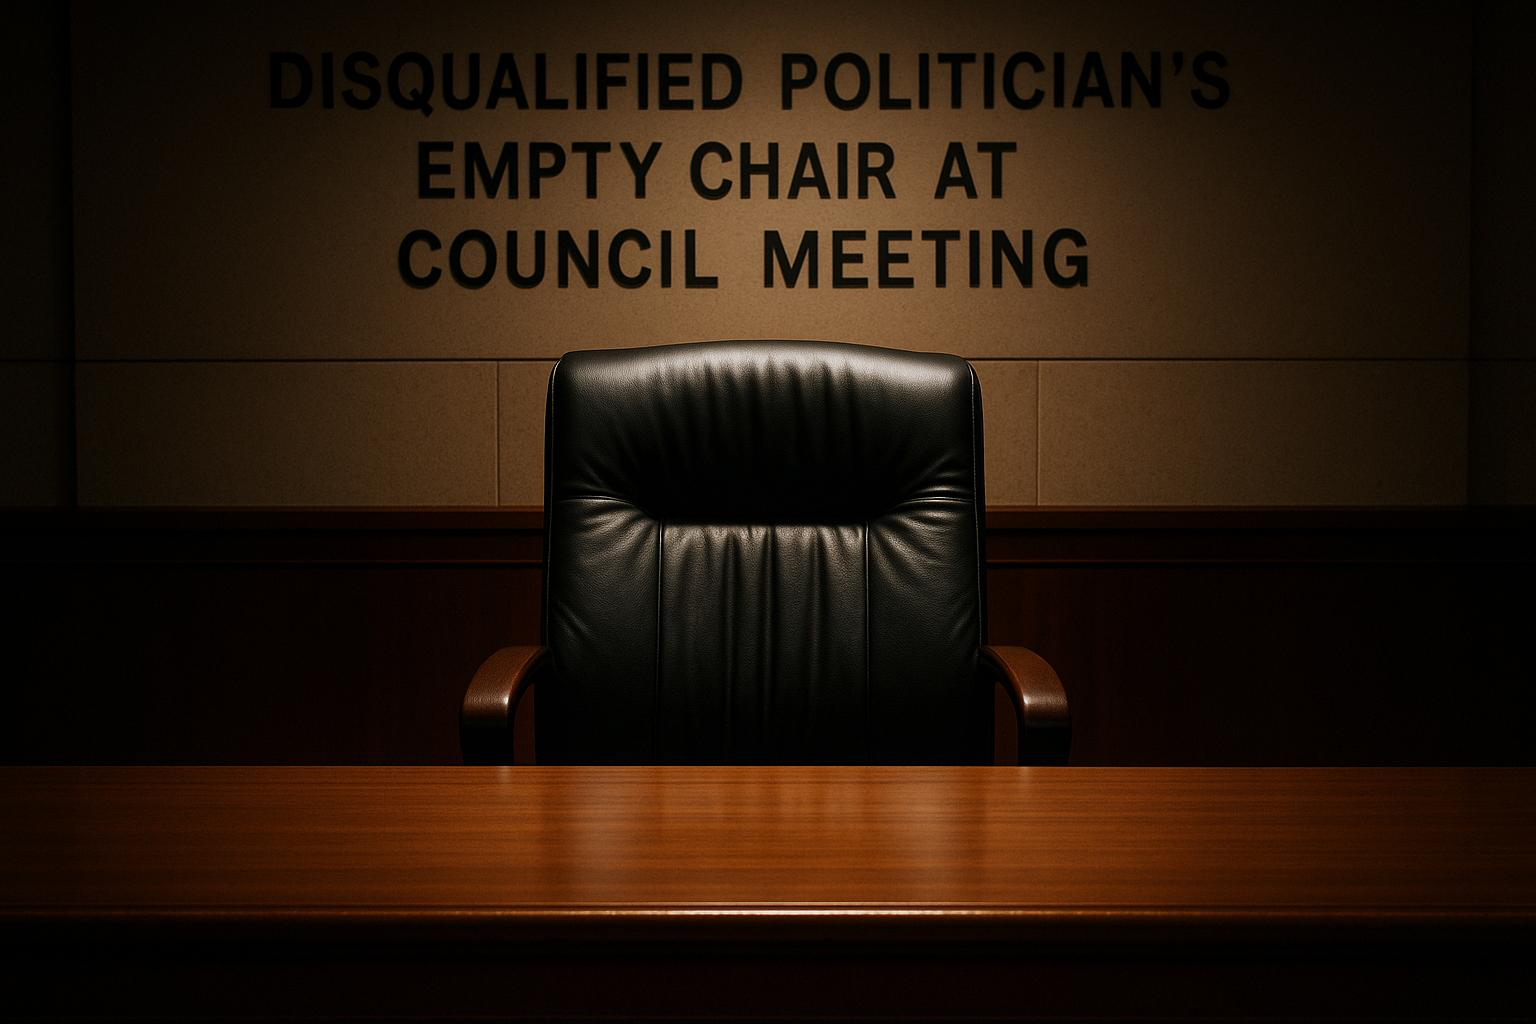 DISQUALIFIED POLITICIAN'S
EMPTY CHAIR AT
COUNCIL MEETING